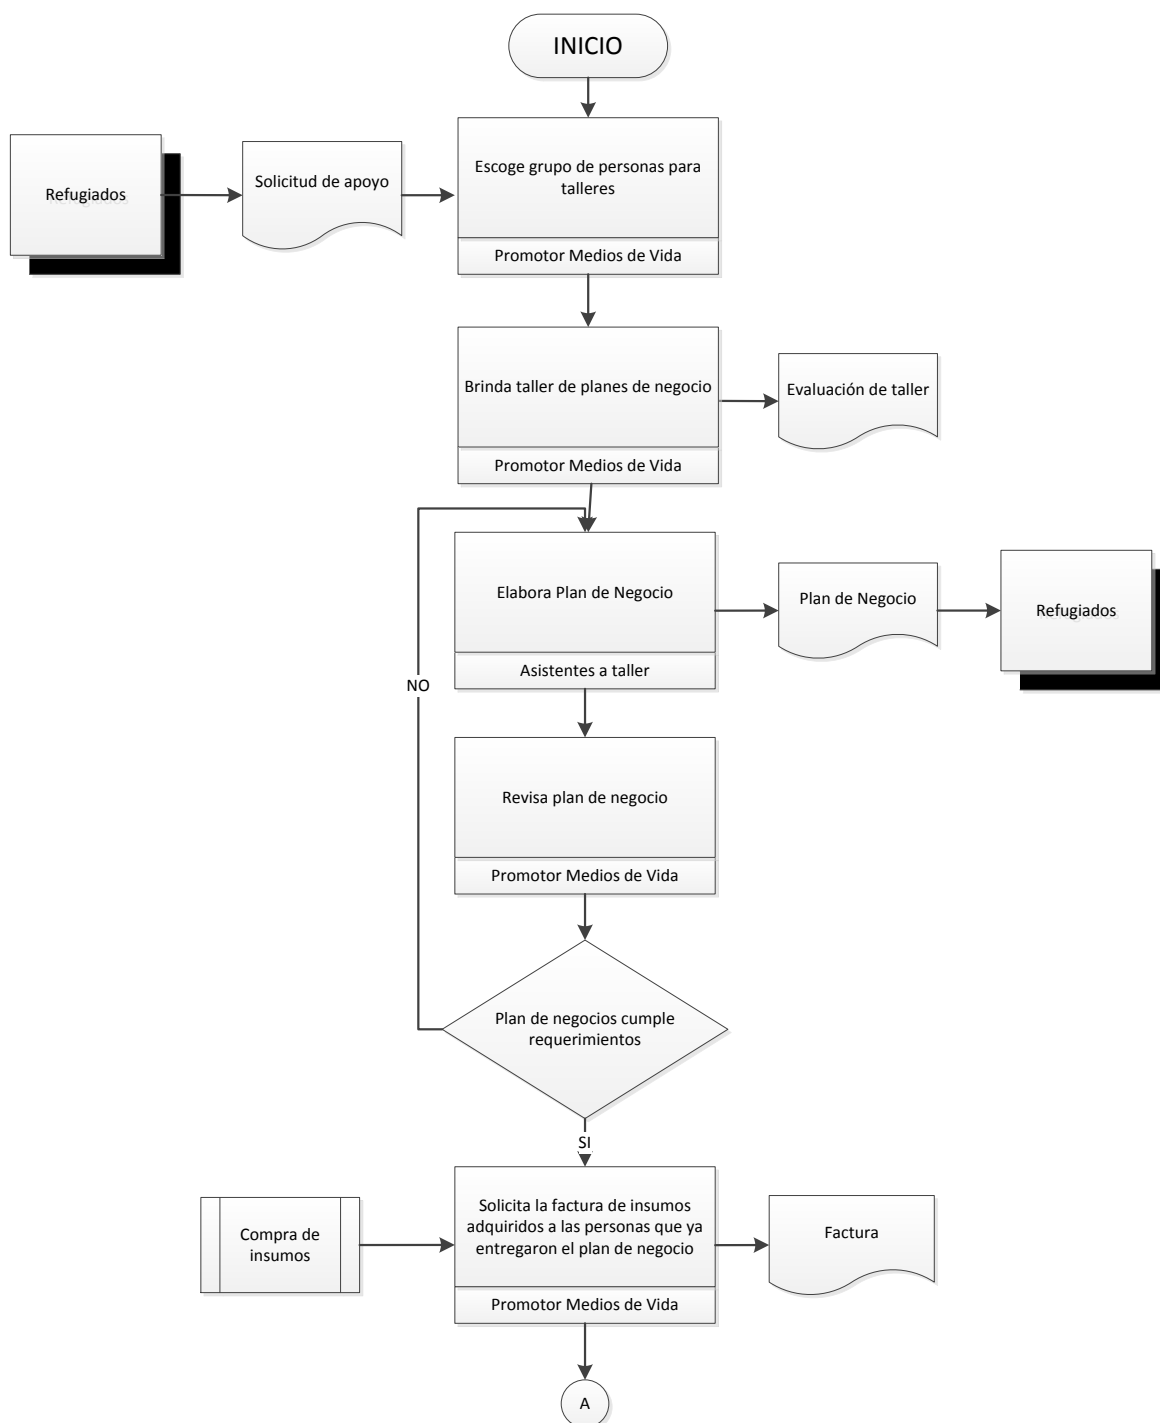 INICIO
Refugiados
Solicitud de apoyo
Escoge grupo de personas para
talleres
Promotor Medios de Vida
Brinda taller de planes de negocio
Evaluación de taller
Promotor Medios de Vida
Elabora Plan de Negocio
Plan de Negocio
Refugiados
Asistentes a taller
NO
Revisa plan de negocio
Promotor Medios de Vida
Plan de negocios cumple
requerimientos
SI
Compra de
insumos
Solicita la factura de insumos
adquiridos a las personas que ya
entregaron el plan de negocio
Factura
Promotor Medios de Vida
A